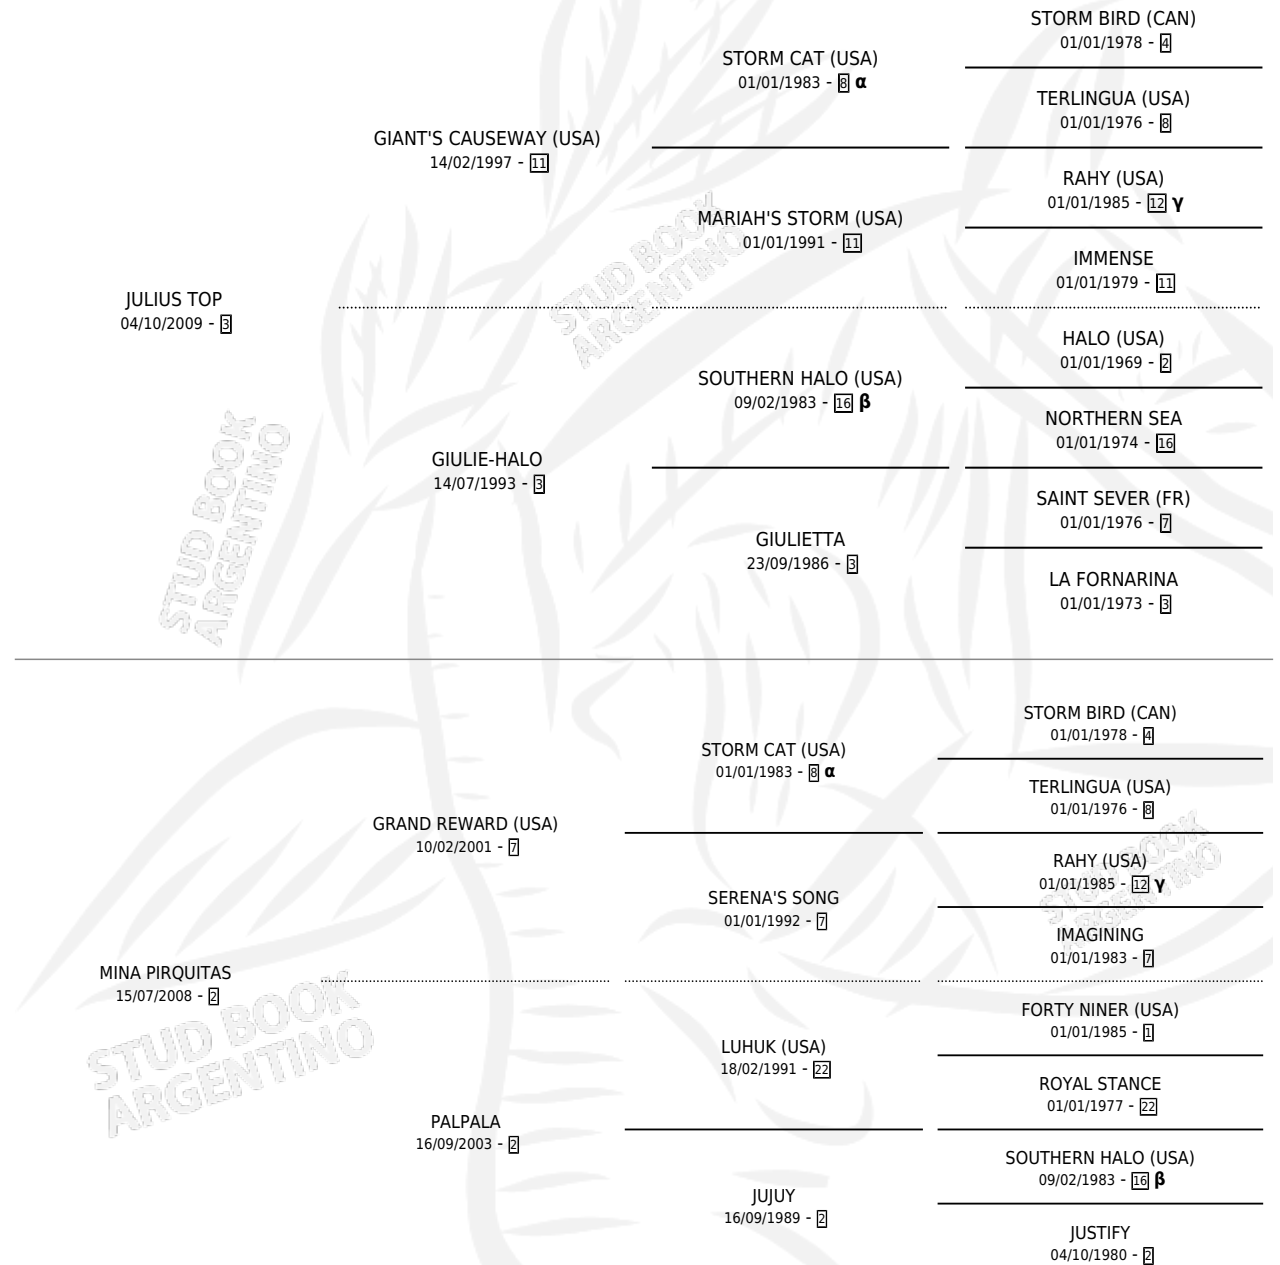 STORM BIRD (CAN)
01/01/1978 - 4
STORM CAT (USA)
01/01/1983 - 8 α
TERLINGUA (USA)
01/01/1976 - 8
GIANT'S CAUSEWAY (USA)
14/02/1997 - 11
RAHY (USA)
01/01/1985 - 12 γ
MARIAH'S STORM (USA)
01/01/1991 - 11
IMMENSE
01/01/1979 - 11
JULIUS TOP
04/10/2009 - 3
HALO (USA)
01/01/1969 - 2
SOUTHERN HALO (USA)
09/02/1983 - 16 β
NORTHERN SEA
01/01/1974 - 16
GIULIE-HALO
14/07/1993 - 3
SAINT SEVER (FR)
01/01/1976 - 7
GIULIETTA
23/09/1986 - 3
LA FORNARINA
01/01/1973 - 3
STORM BIRD (CAN)
01/01/1978 - 4
STORM CAT (USA)
01/01/1983 - 8 α
TERLINGUA (USA)
01/01/1976 - 8
GRAND REWARD (USA)
10/02/2001 - 7
RAHY (USA)
01/01/1985 - 12 γ
SERENA'S SONG
01/01/1992 - 7
IMAGINING
01/01/1983 - 7
MINA PIRQUITAS
15/07/2008 - 2
FORTY NINER (USA)
01/01/1985 - 1
LUHUK (USA)
18/02/1991 - 22
ROYAL STANCE
01/01/1977 - 22
PALPALA
16/09/2003 - 2
SOUTHERN HALO (USA)
09/02/1983 - 16 β
JUJUY
16/09/1989 - 2
JUSTIFY
04/10/1980 - 2
STUD BOOK
ARGENTINO
STUD BOOK
ARGENTINO
STUD BOOK
ARGENTINO
STUD BOOK
ARGENTINO